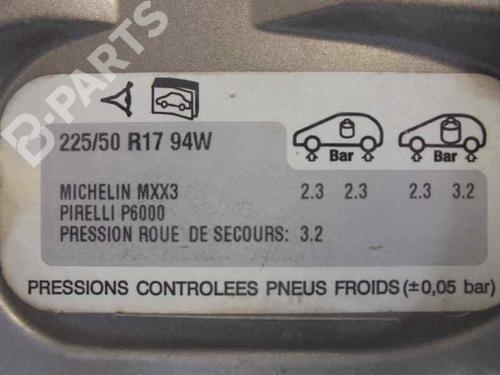 B-PARTS
225/50 R17 94W
Bar Bar
MICHELIN MXX3 2.3 2.3 2.3 3.2
PIRELLI P6000
PRESSION ROUE DE SECOURS: 3.2
PRESSIONS CONTROLEES PNEUS FROIDS (±0,05 bar)